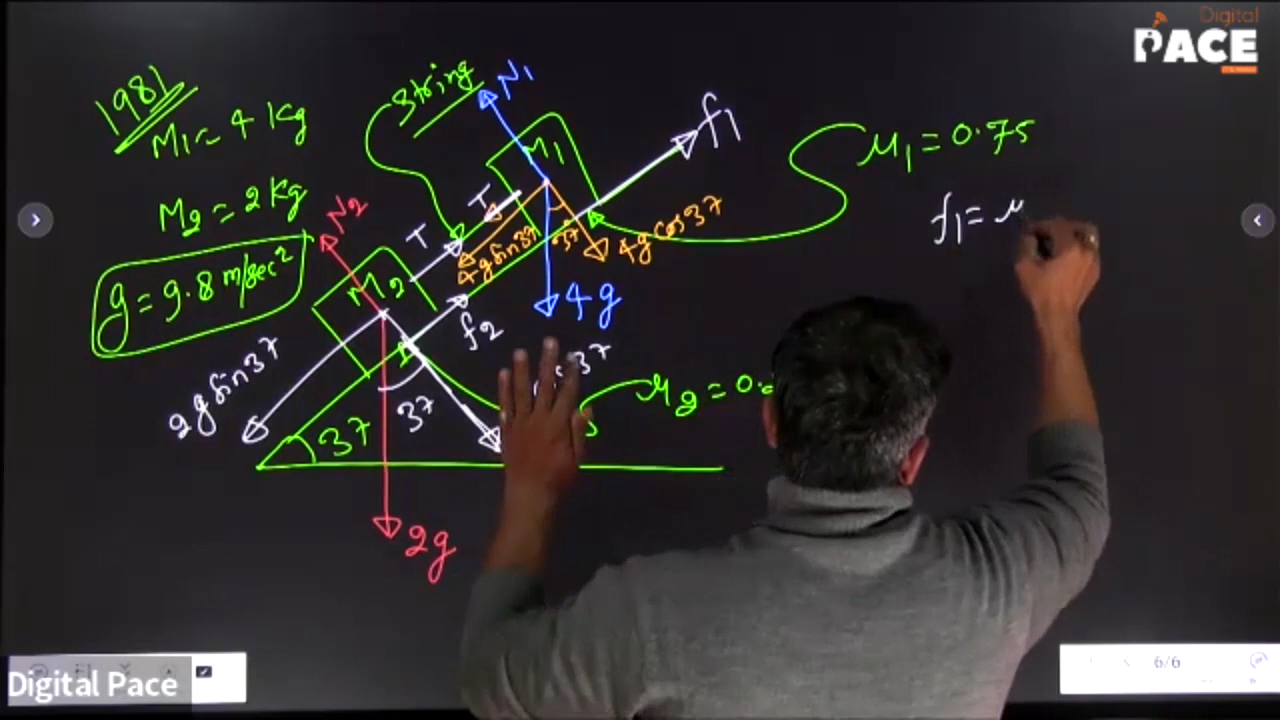 Digital
PACE
1981
M1 = 4 Kg
M2 = 2 Kg
g = 9.8 m/sec²
string
N1
M1
f1
μ1 = 0.75
f1 = μ
N2
T
T
4g sin37
37
4g cos37
M2
f2
4g
2g sin37
37
37
μ2 = 0.
2g
Digital Pace
6/6